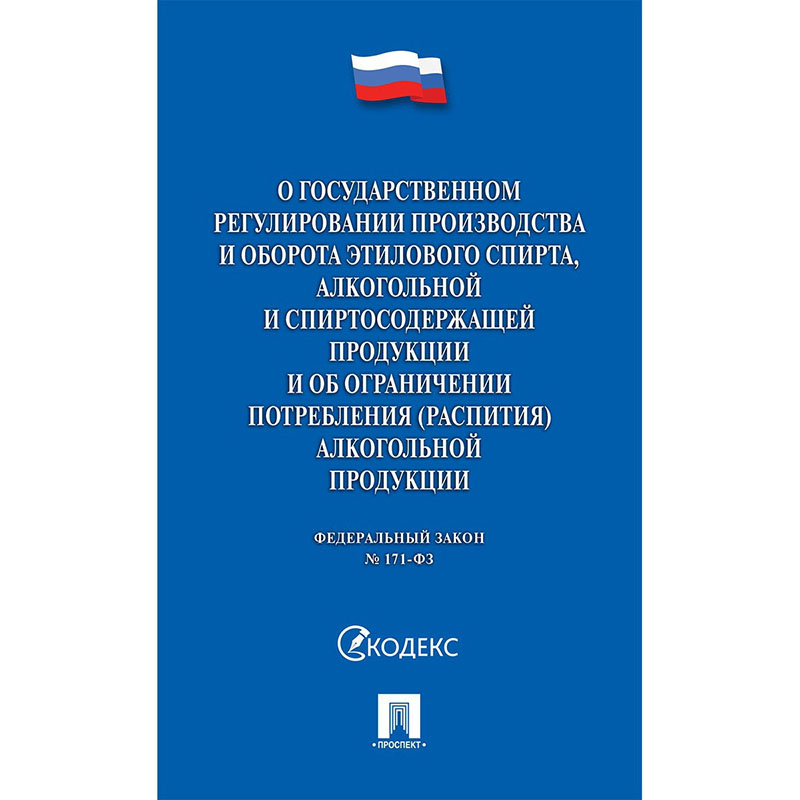 О ГОСУДАРСТВЕННОМ
РЕГУЛИРОВАНИИ ПРОИЗВОДСТВА
И ОБОРОТА ЭТИЛОВОГО СПИРТА,
АЛКОГОЛЬНОЙ
И СПИРТОСОДЕРЖАЩЕЙ
ПРОДУКЦИИ
И ОБ ОГРАНИЧЕНИИ
ПОТРЕБЛЕНИЯ (РАСПИТИЯ)
АЛКОГОЛЬНОЙ
ПРОДУКЦИИ
ФЕДЕРАЛЬНЫЙ ЗАКОН
№ 171-ФЗ
КОДЕКС
• ПРОСПЕКТ •